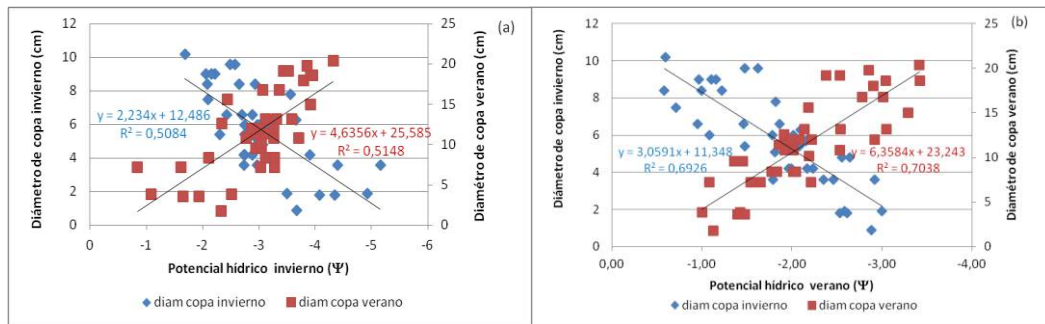 (a)
Diámetro de copa invierno (cm)
12
10
8
6
4
2
0
25
20
15
10
5
0
Diamétro de copa verano (cm)
y = 2,234x + 12,486
R² = 0,5084
y = 4,6356x + 25,585
R² = 0,5148
0 -1 -2 -3 -4 -5 -6
Potencial hídrico invierno (Ψ)
diam copa invierno diam copa verano
(b)
Diámetro de copa invierno (cm)
12
10
8
6
4
2
0
25
20
15
10
5
0
Diámetro de copa verano (cm)
y = 3,0591x + 11,348
R² = 0,6926
y = 6,3584x + 23,243
R² = 0,7038
0,00 -1,00 -2,00 -3,00 -4,00
Potencial hídrico verano (Ψ)
diam copa invierno diam copa verano